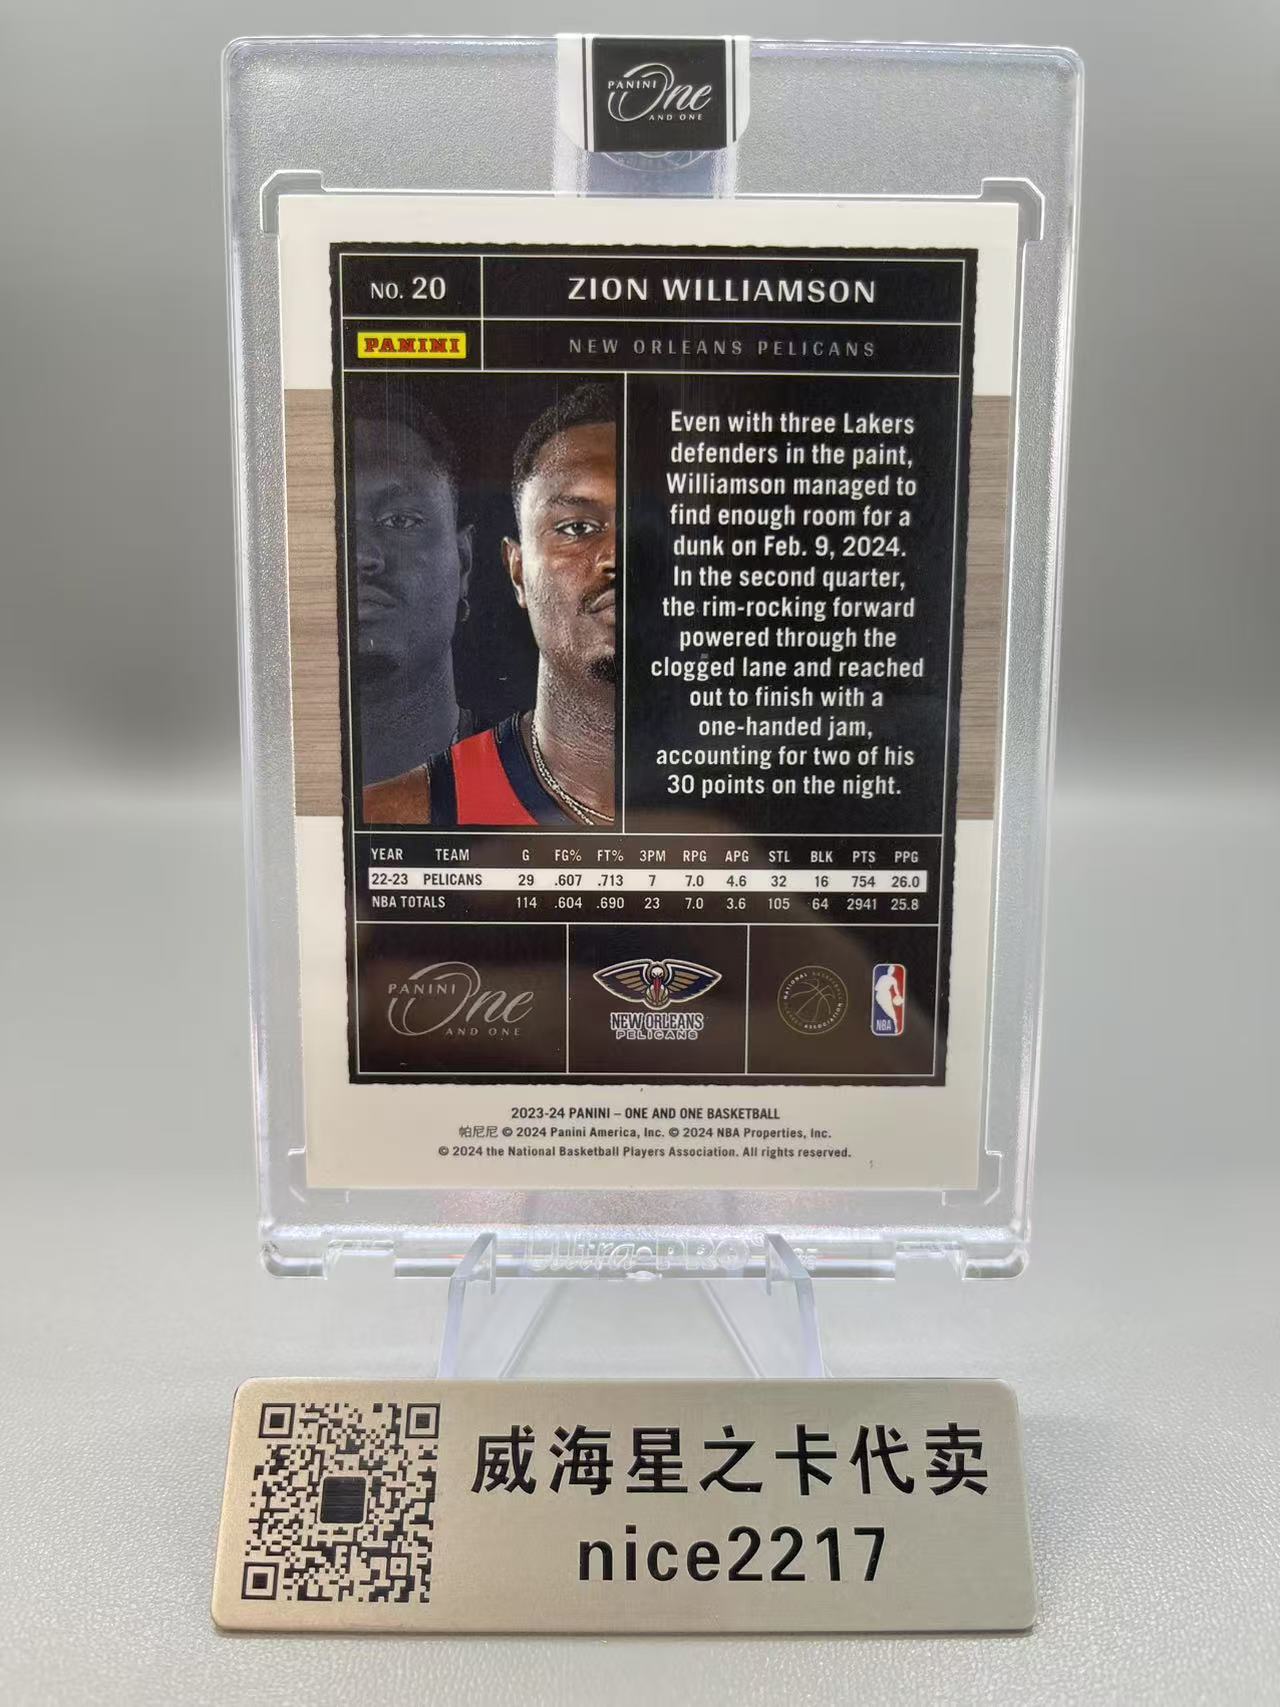 PANINI One
AND ONE
NO. 20
ZION WILLIAMSON
PANINI
NEW ORLEANS PELICANS
Even with three Lakers
defenders in the paint,
Williamson managed to
find enough room for a
dunk on Feb. 9, 2024.
In the second quarter,
the rim-rocking forward
powered through the
clogged lane and reached
out to finish with a
one-handed jam,
accounting for two of his
30 points on the night.
YEAR TEAM G FG% FT% 3PM RPG APG STL BLK PTS PPG
22-23 PELICANS 29 .607 .713 7 7.0 4.6 32 16 754 26.0
NBA TOTALS 114 .604 .690 23 7.0 3.6 105 64 2941 25.8
PANINI One
AND ONE
NEW ORLEANS
PELICANS
NATIONAL BASKETBALL
ASSOCIATION
NBA
2023-24 PANINI – ONE AND ONE BASKETBALL
帕尼尼 © 2024 Panini America, Inc. © 2024 NBA Properties, Inc.
© 2024 the National Basketball Players Association. All rights reserved.
Ultra·PRO
威海星之卡代卖
nice2217